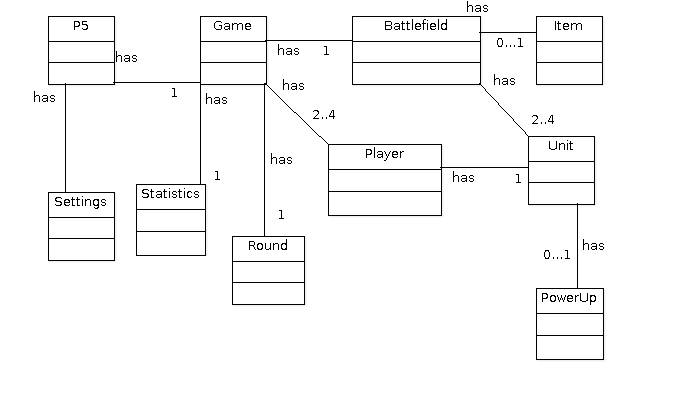 has
P5
Game
Battlefield
Item
has
has
1
0...1
has
1
has
has
has
2..4
2..4
Player
Unit
has
has
1
1
Settings
Statistics
1
Round
has
0...1
PowerUp